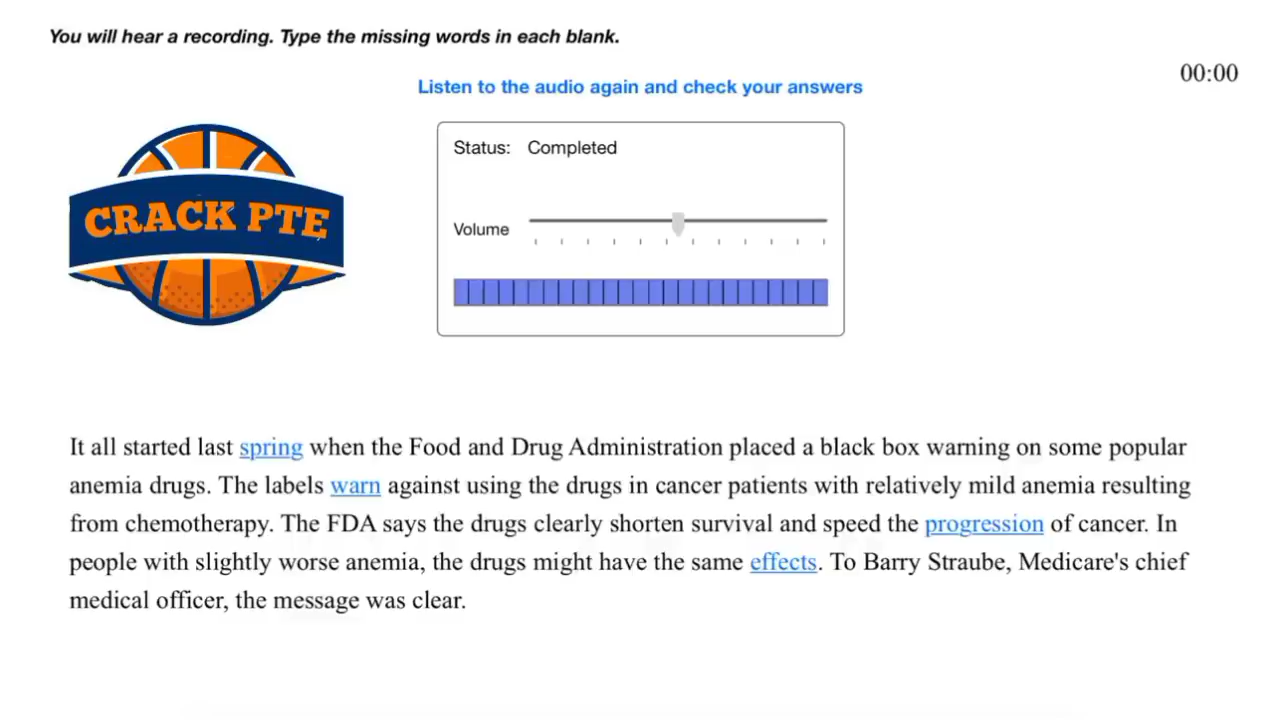 You will hear a recording. Type the missing words in each blank.
00:00
Listen to the audio again and check your answers
CRACK PTE
Status: Completed
Volume
It all started last spring when the Food and Drug Administration placed a black box warning on some popular
anemia drugs. The labels warn against using the drugs in cancer patients with relatively mild anemia resulting
from chemotherapy. The FDA says the drugs clearly shorten survival and speed the progression of cancer. In
people with slightly worse anemia, the drugs might have the same effects. To Barry Straube, Medicare's chief
medical officer, the message was clear.